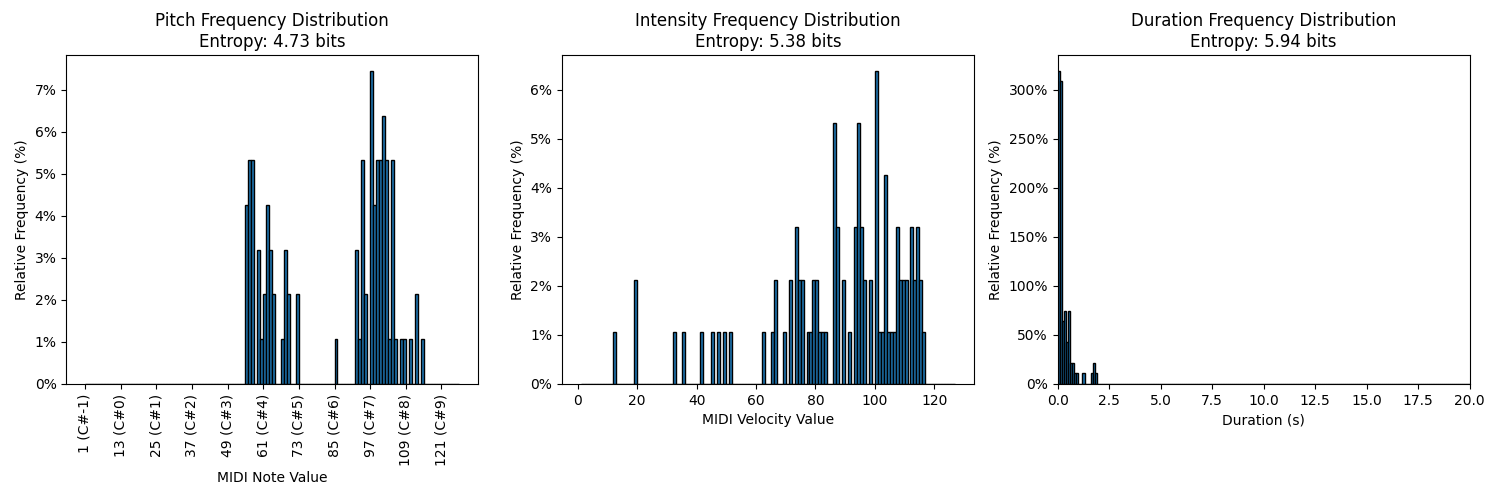 Pitch Frequency Distribution
Entropy: 4.73 bits
Relative Frequency (%)
7%
6%
5%
4%
3%
2%
1%
0%
1 (C#-1)
13 (C#0)
25 (C#1)
37 (C#2)
49 (C#3)
61 (C#4)
73 (C#5)
85 (C#6)
97 (C#7)
109 (C#8)
121 (C#9)
MIDI Note Value
Intensity Frequency Distribution
Entropy: 5.38 bits
Relative Frequency (%)
6%
5%
4%
3%
2%
1%
0%
0 20 40 60 80 100 120
MIDI Velocity Value
Duration Frequency Distribution
Entropy: 5.94 bits
Relative Frequency (%)
300%
250%
200%
150%
100%
50%
0%
0.0 2.5 5.0 7.5 10.0 12.5 15.0 17.5 20.0
Duration (s)